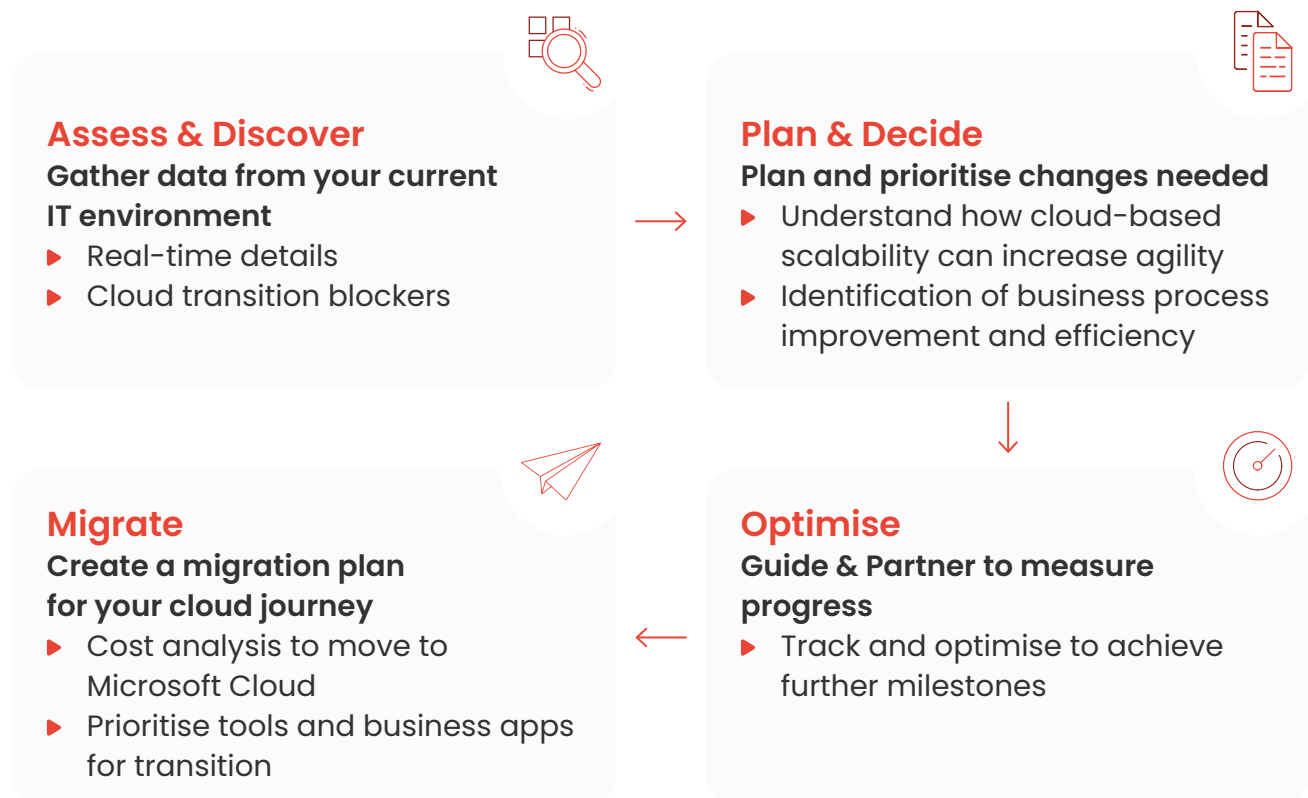 Assess & Discover
Gather data from your current
IT environment
Real-time details
Cloud transition blockers
Plan & Decide
Plan and prioritise changes needed
Understand how cloud-based
scalability can increase agility
Identification of business process
improvement and efficiency
Optimise
Guide & Partner to measure
progress
Track and optimise to achieve
further milestones
Migrate
Create a migration plan
for your cloud journey
Cost analysis to move to
Microsoft Cloud
Prioritise tools and business apps
for transition